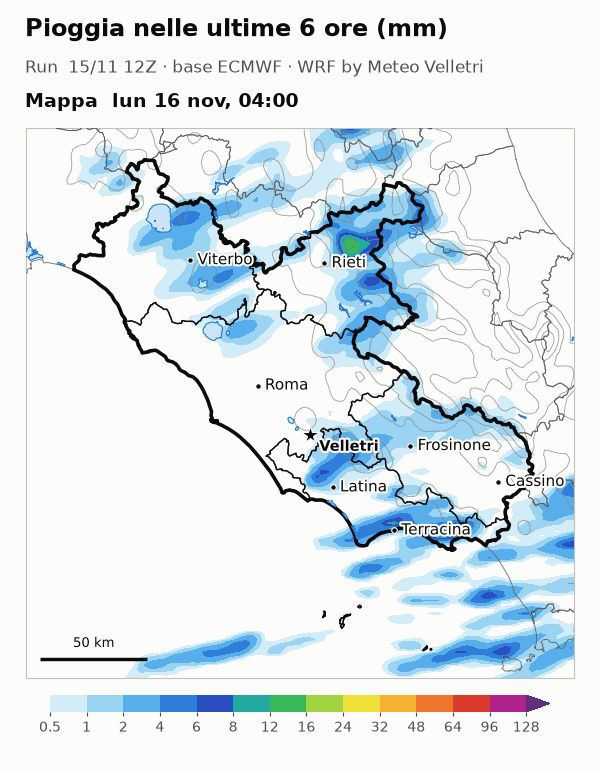 Pioggia nelle ultime 6 ore (mm)
Run 15/11 12Z · base ECMWF · WRF by Meteo Velletri
Mappa lun 16 nov, 04:00
Viterbo
Rieti
Roma
Velletri
Frosinone
Latina
Cassino
Terracina
50 km
0.5 1 2 4 6 8 12 16 24 32 48 64 96 128